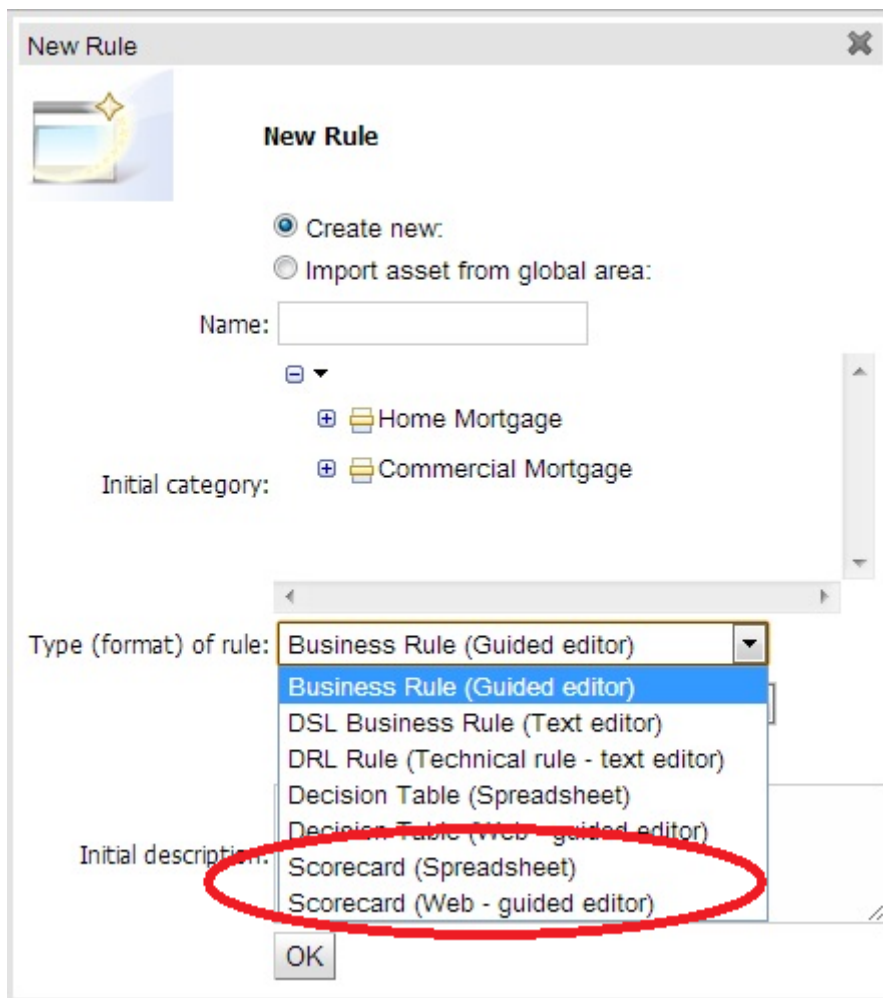 New Rule
New Rule
Create new:
Import asset from global area:
Name:
Home Mortgage
Commercial Mortgage
Initial category:
Type (format) of rule: Business Rule (Guided editor)
Business Rule (Guided editor)
DSL Business Rule (Text editor)
DRL Rule (Technical rule - text editor)
Decision Table (Spreadsheet)
Decision Table (Web - guided editor)
Initial description:
Scorecard (Spreadsheet)
Scorecard (Web - guided editor)
OK